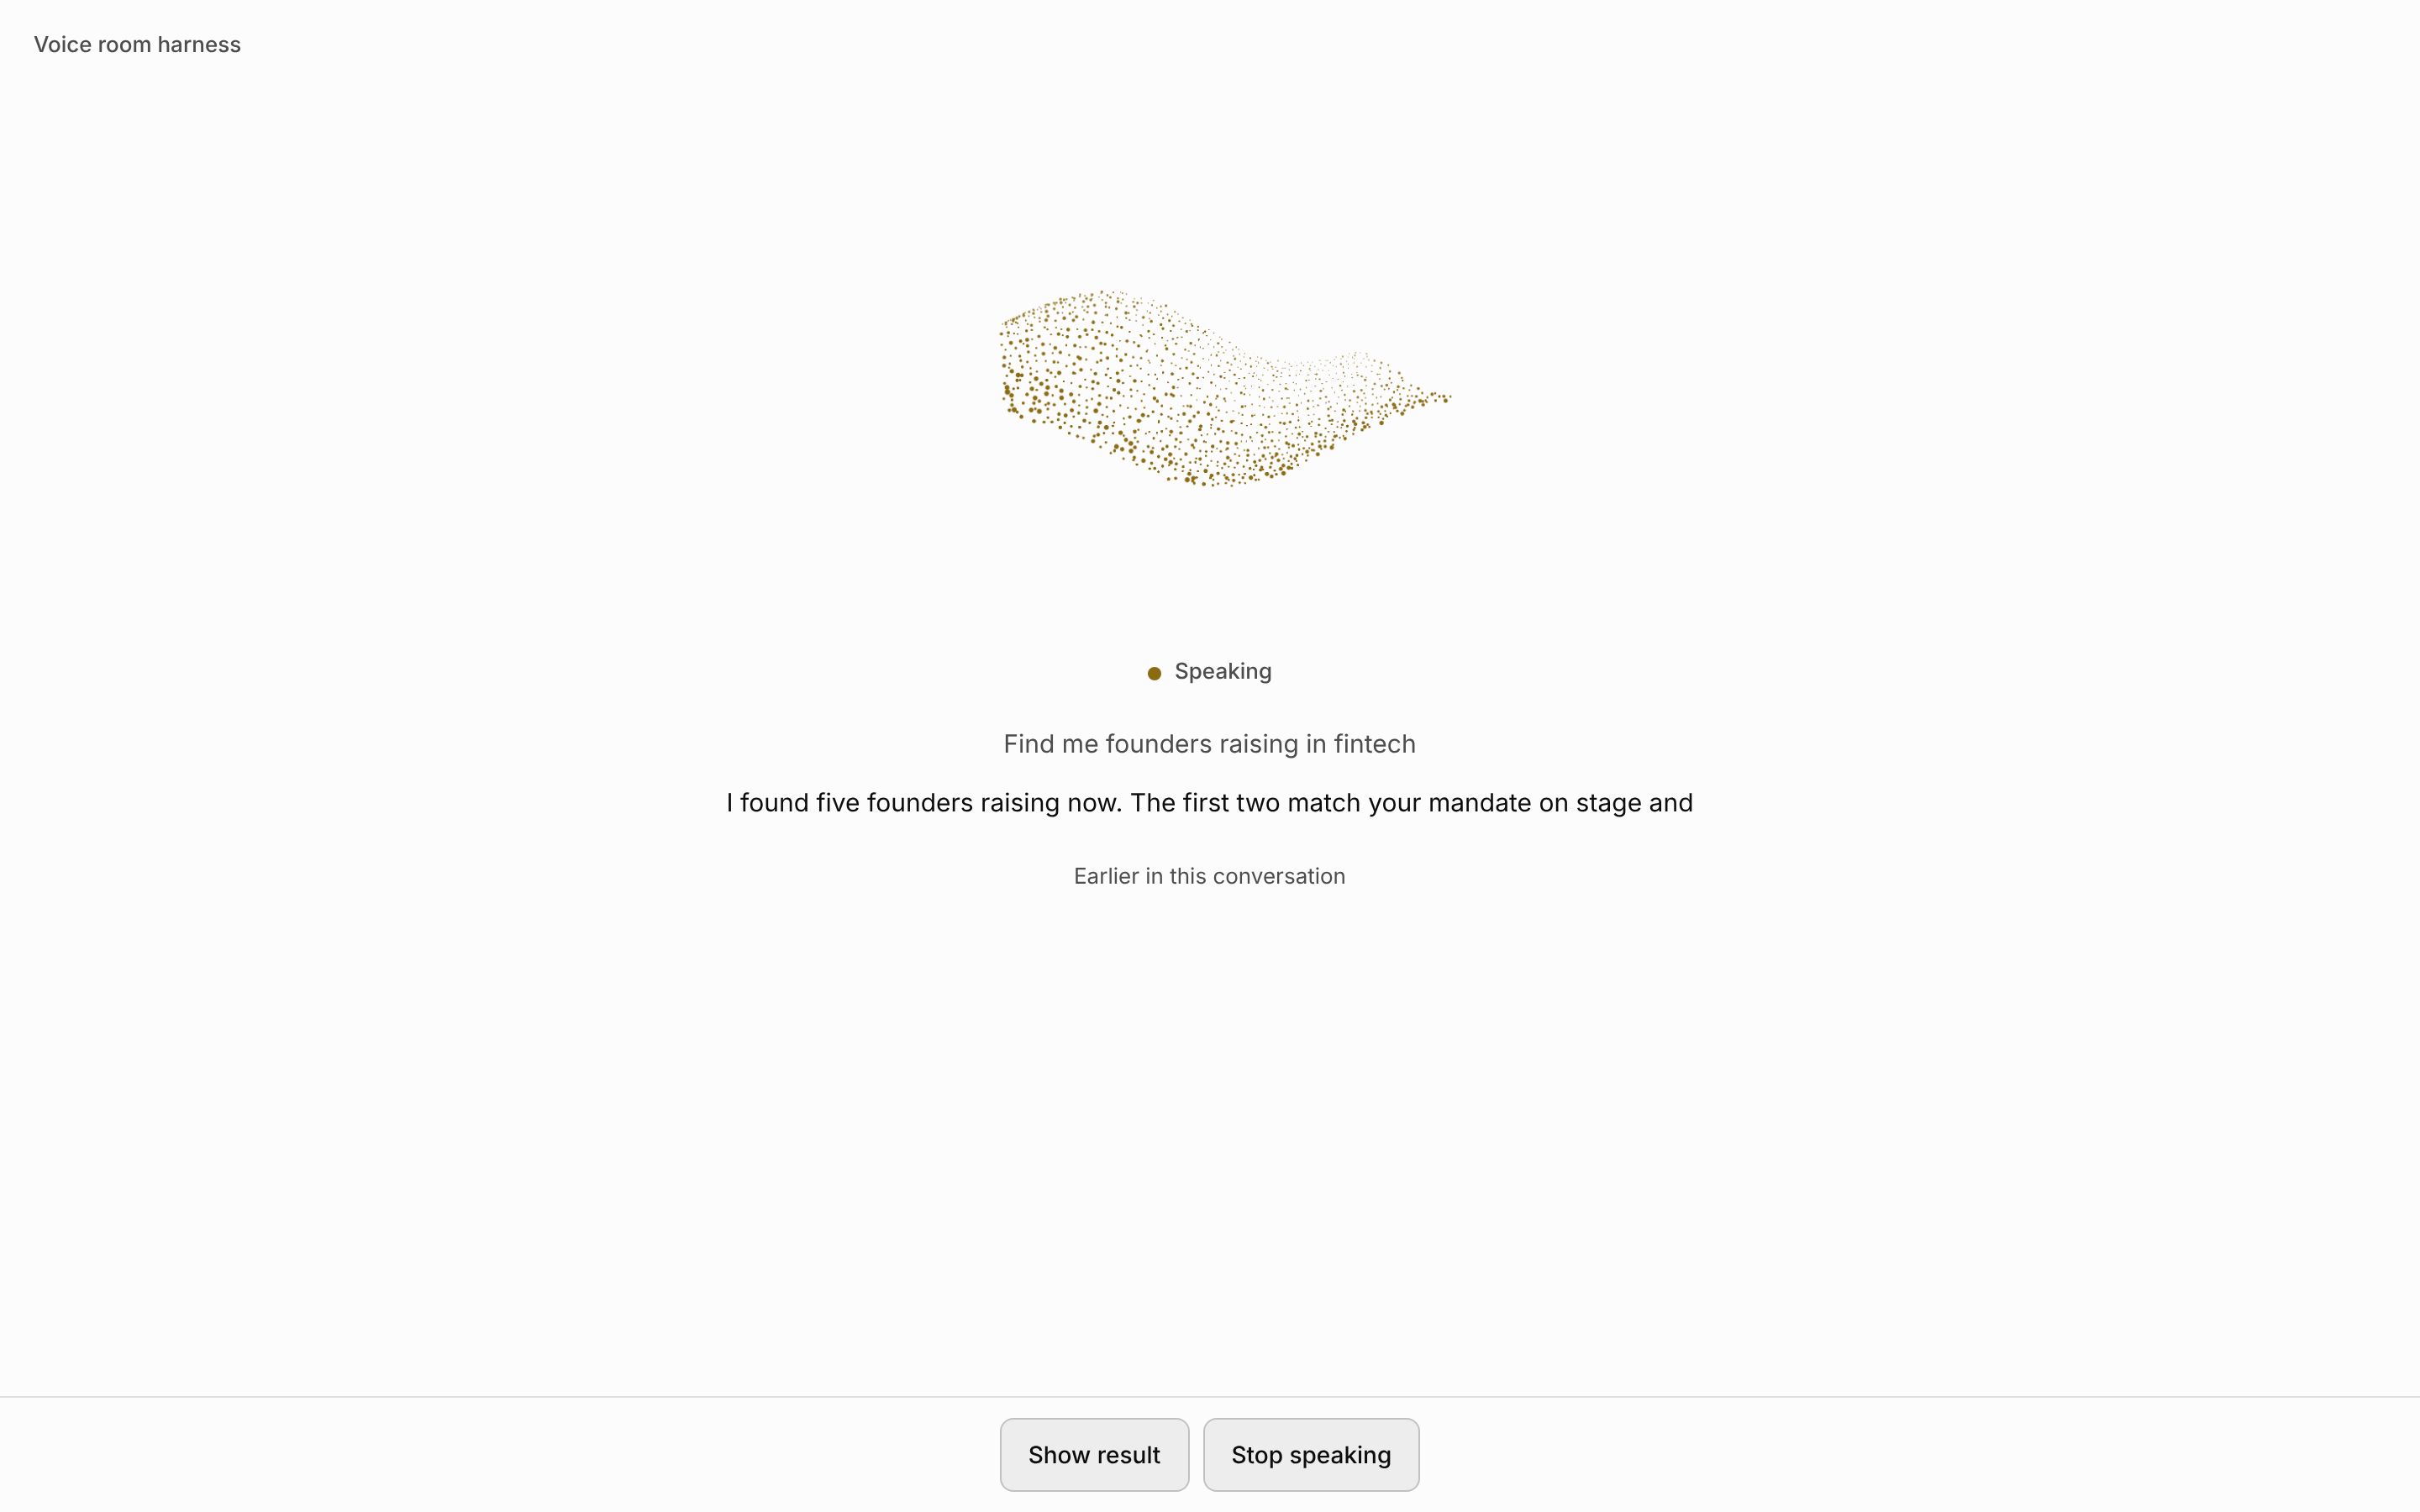 Voice room harness
Speaking
Find me founders raising in fintech
I found five founders raising now. The first two match your mandate on stage and
Earlier in this conversation
Show result
Stop speaking